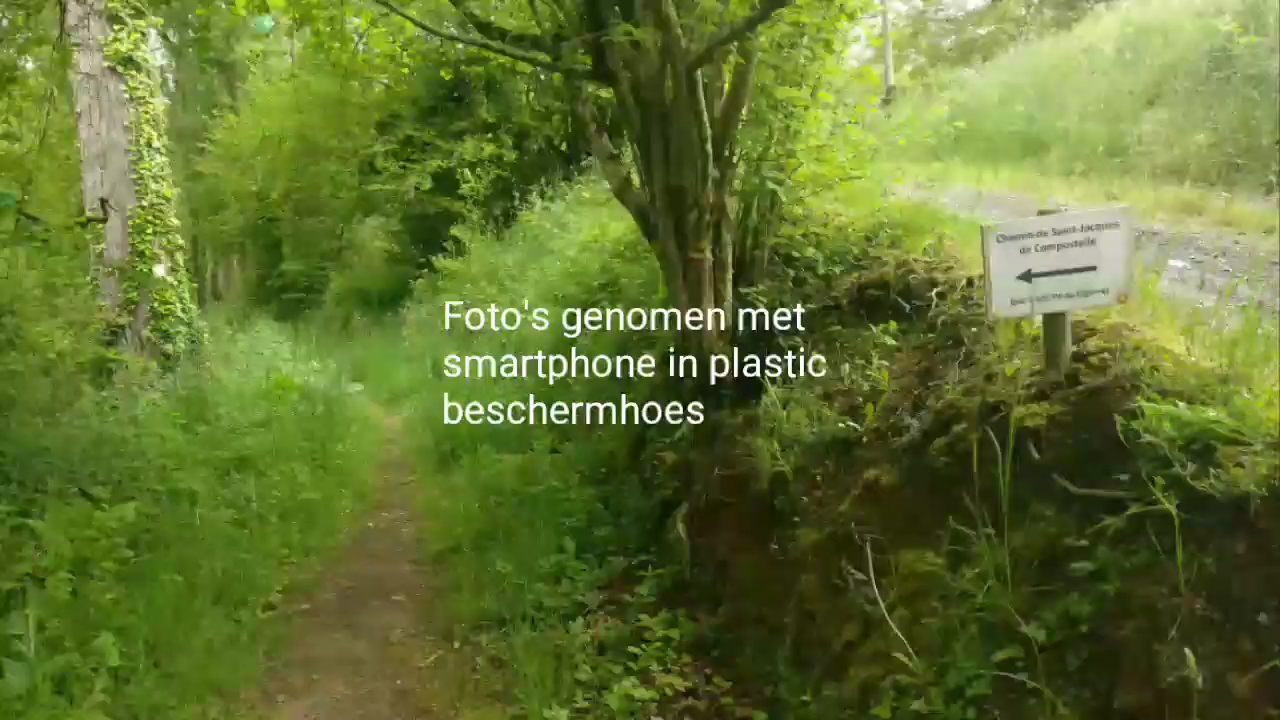 Chemin de Saint-Jacques
de Compostelle
Foto's genomen met
smartphone in plastic
beschermhoes